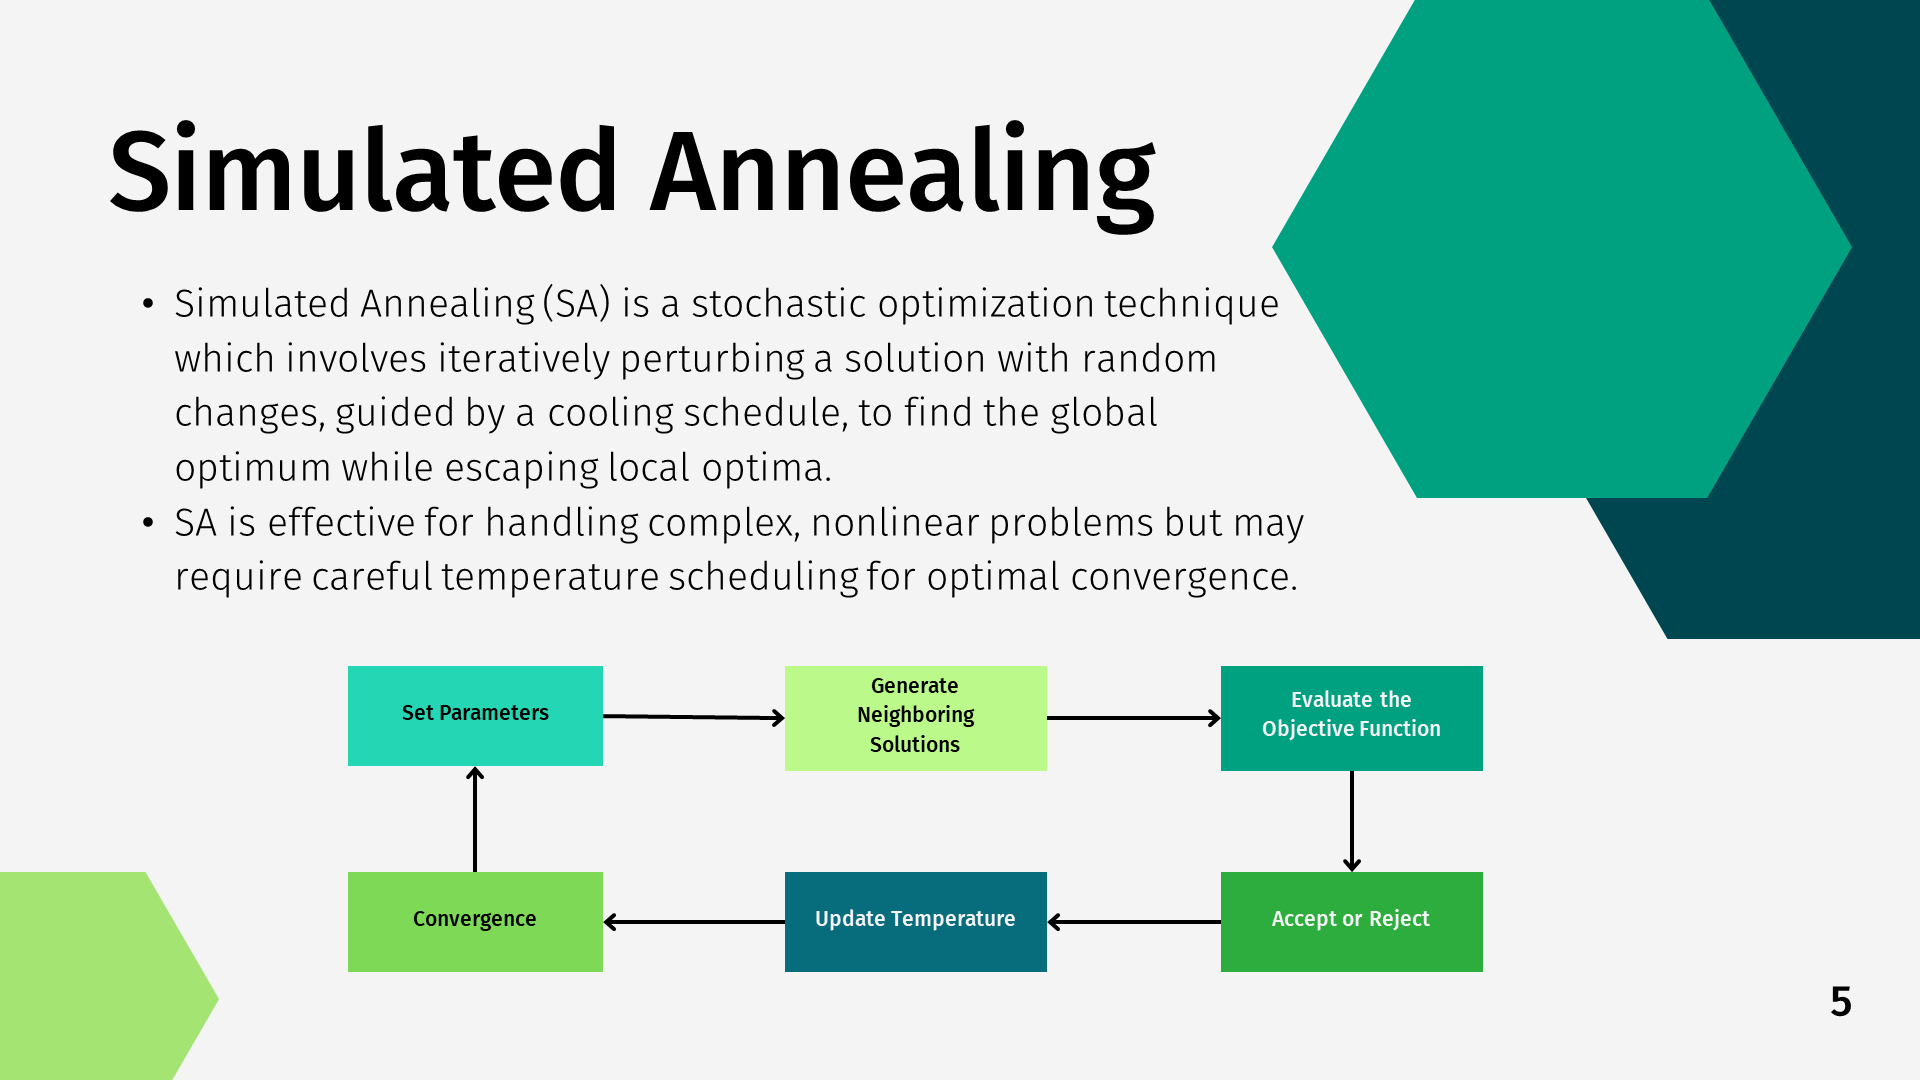 Simulated Annealing
• Simulated Annealing (SA) is a stochastic optimization technique
which involves iteratively perturbing a solution with random
changes, guided by a cooling schedule, to find the global
optimum while escaping local optima.
• SA is effective for handling complex, nonlinear problems but may
require careful temperature scheduling for optimal convergence.
Set Parameters
Generate
Neighboring
Solutions
Evaluate the
Objective Function
Convergence
Update Temperature
Accept or Reject
5